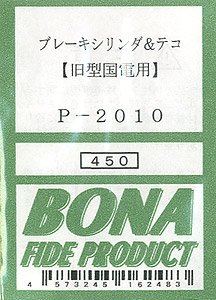 ブレーキシリンダ&テコ
【旧型国電用】
P-2010
450
BONA
FIDE PRODUCT
4 573245 162483